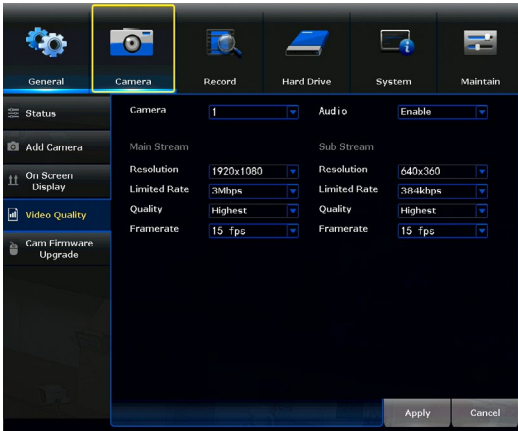 General Camera Record Hard Drive System Maintain
Status
Add Camera
On Screen
Display
Video Quality
Cam Firmware
Upgrade
Camera 1 Audio Enable
Main Stream Sub Stream
Resolution 1920x1080 Resolution 640x360
Limited Rate 3Mbps Limited Rate 384kbps
Quality Highest Quality Highest
Framerate 15 fps Framerate 15 fps
Apply Cancel